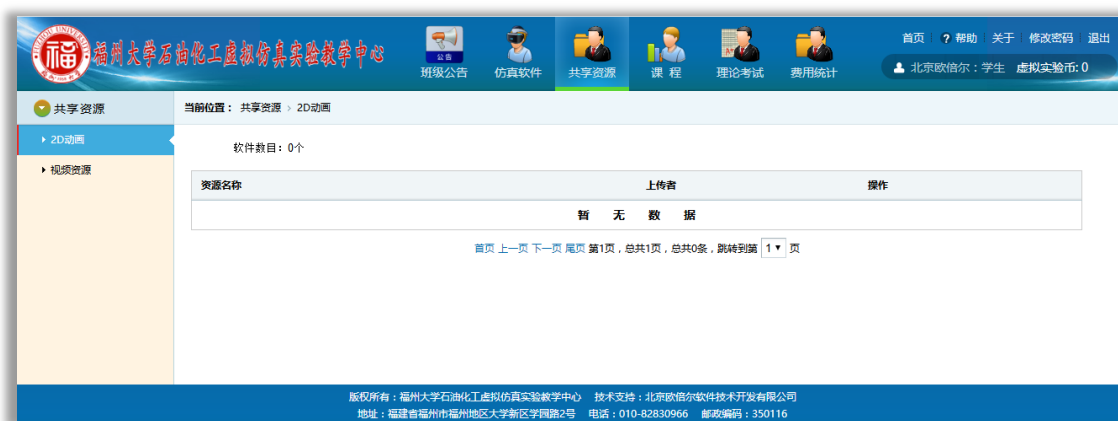 福 福州大学石油化工虚拟仿真实验教学中心
公告
班级公告 仿真软件 共享资源 课 程 理论考试 费用统计
首页 ? 帮助 关于 修改密码 退出
北京欧倍尔：学生 虚拟实验币: 0
共享资源
2D动画
视频资源
当前位置： 共享资源 > 2D动画
软件数目：0个
资源名称 上传者 操作
暂 无 数 据
首页 上一页 下一页 尾页 第1页，总共1页，总共0条，跳转到第 1 页
版权所有：福州大学石油化工虚拟仿真实验教学中心 技术支持：北京欧倍尔软件技术开发有限公司
地址：福建省福州市福州地区大学新区学园路2号 电话：010-82830966 邮政编码：350116